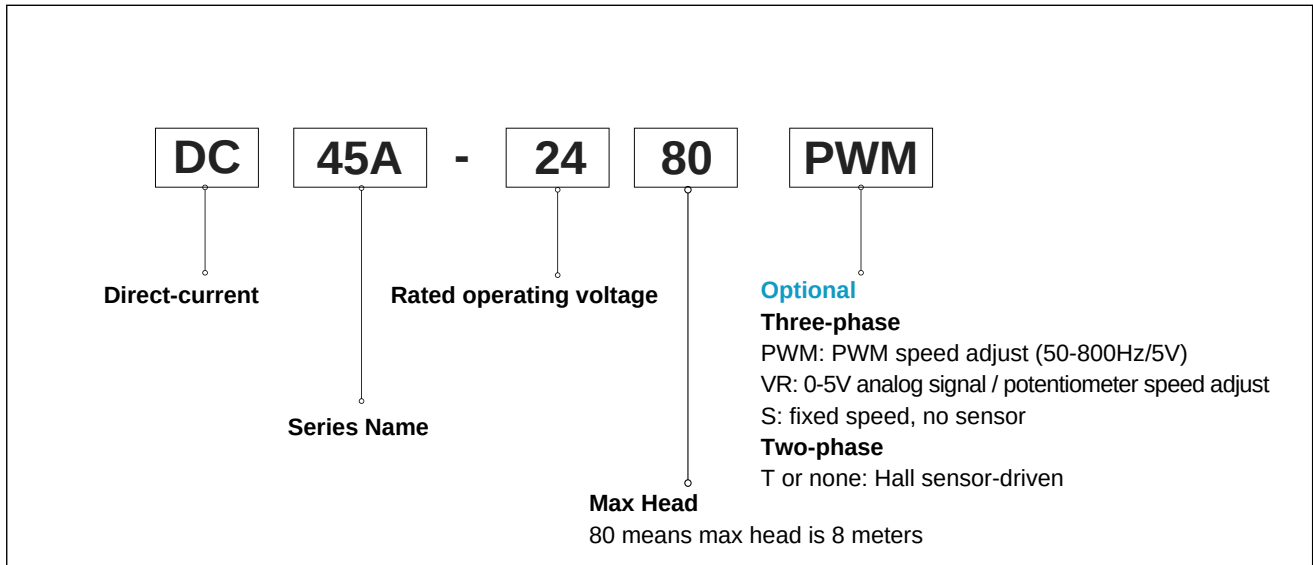 DC 45A - 24 80 PWM
Direct-current
Rated operating voltage
Optional
Three-phase
PWM: PWM speed adjust (50-800Hz/5V)
VR: 0-5V analog signal / potentiometer speed adjust
S: fixed speed, no sensor
Two-phase
T or none: Hall sensor-driven
Series Name
Max Head
80 means max head is 8 meters